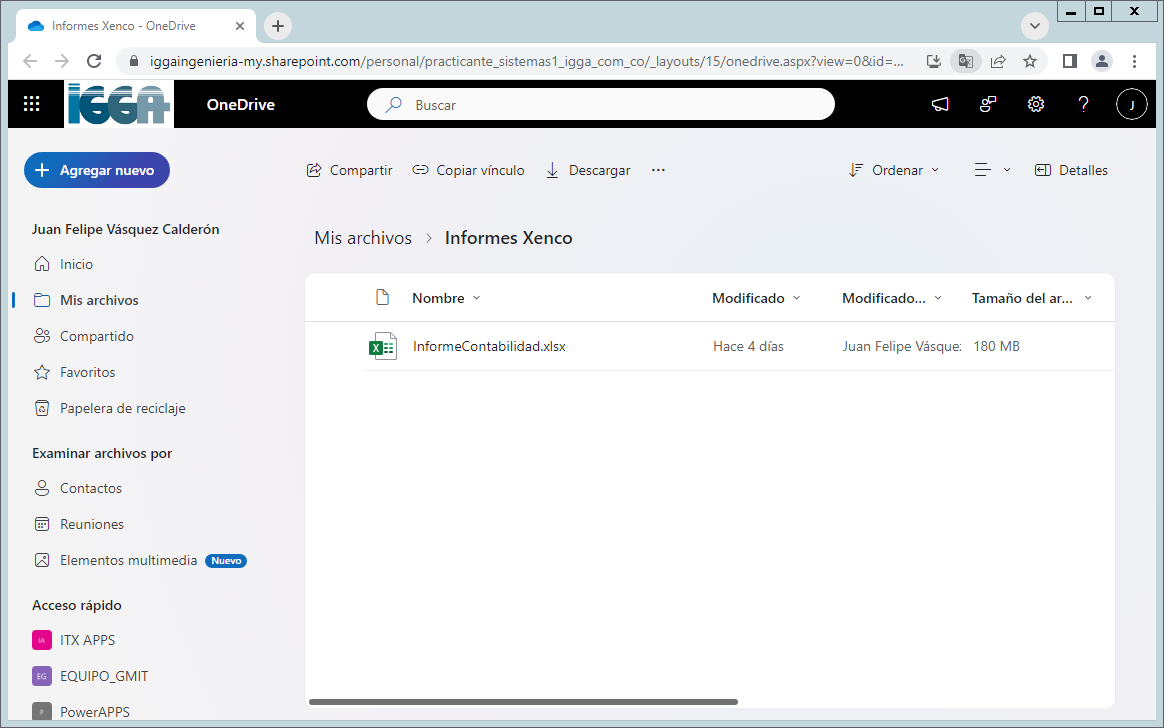 Informes Xenco - OneDrive
iggaingenieria-my.sharepoint.com/personal/practicante_sistemas1_igga_com_co/_layouts/15/onedrive.aspx?view=0&id=...
IGGA
OneDrive
Buscar
J
Agregar nuevo
Compartir
Copiar vínculo
Descargar
Ordenar
Detalles
Juan Felipe Vásquez Calderón
Inicio
Mis archivos
Compartido
Favoritos
Papelera de reciclaje
Examinar archivos por
Contactos
Reuniones
Elementos multimedia Nuevo
Acceso rápido
IA ITX APPS
EG EQUIPO_GMIT
P PowerAPPS
Mis archivos > Informes Xenco
Nombre Modificado Modificado... Tamaño del ar...
InformeContabilidad.xlsx Hace 4 días Juan Felipe Vásque: 180 MB